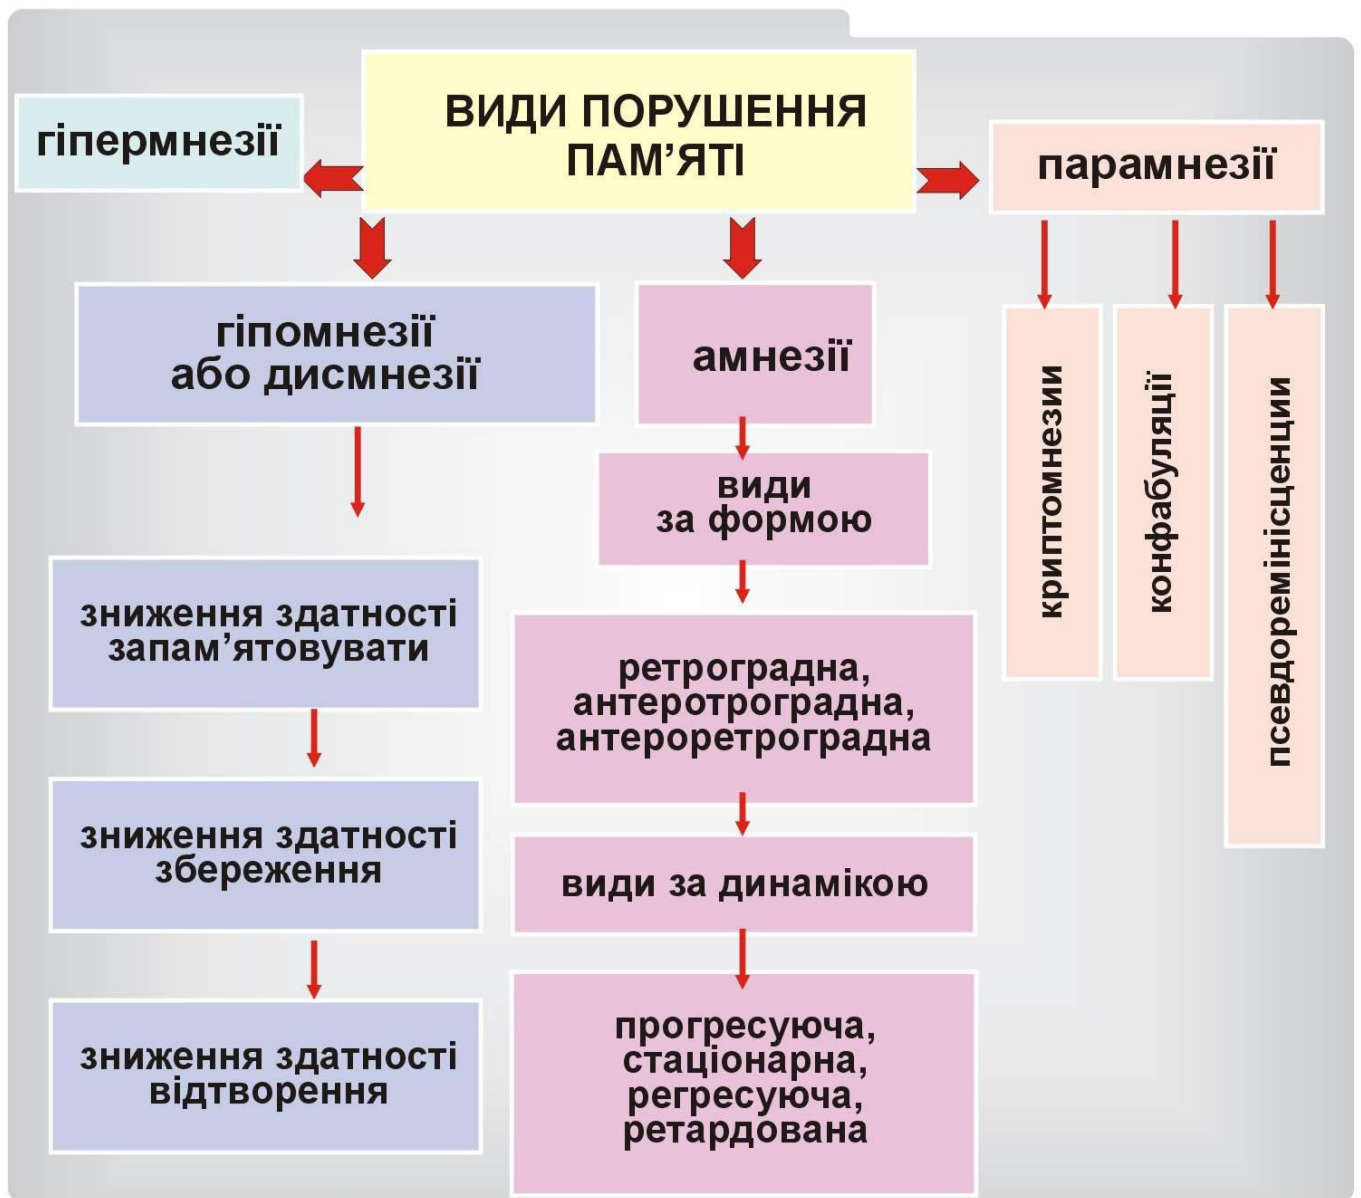 ВИДИ ПОРУШЕННЯ
ПАМ’ЯТІ
гіпермнезії
парамнезії
гіпомнезії
або дисмнезії
амнезії
види
за формою
зниження здатності
запам’ятовувати
ретроградна,
антеротроградна,
антероретроградна
зниження здатності
збереження
види за динамікою
зниження здатності
відтворення
прогресуюча,
стаціонарна,
регресуюча,
ретардована
криптомнезии
конфабуляції
псевдоремінісценции